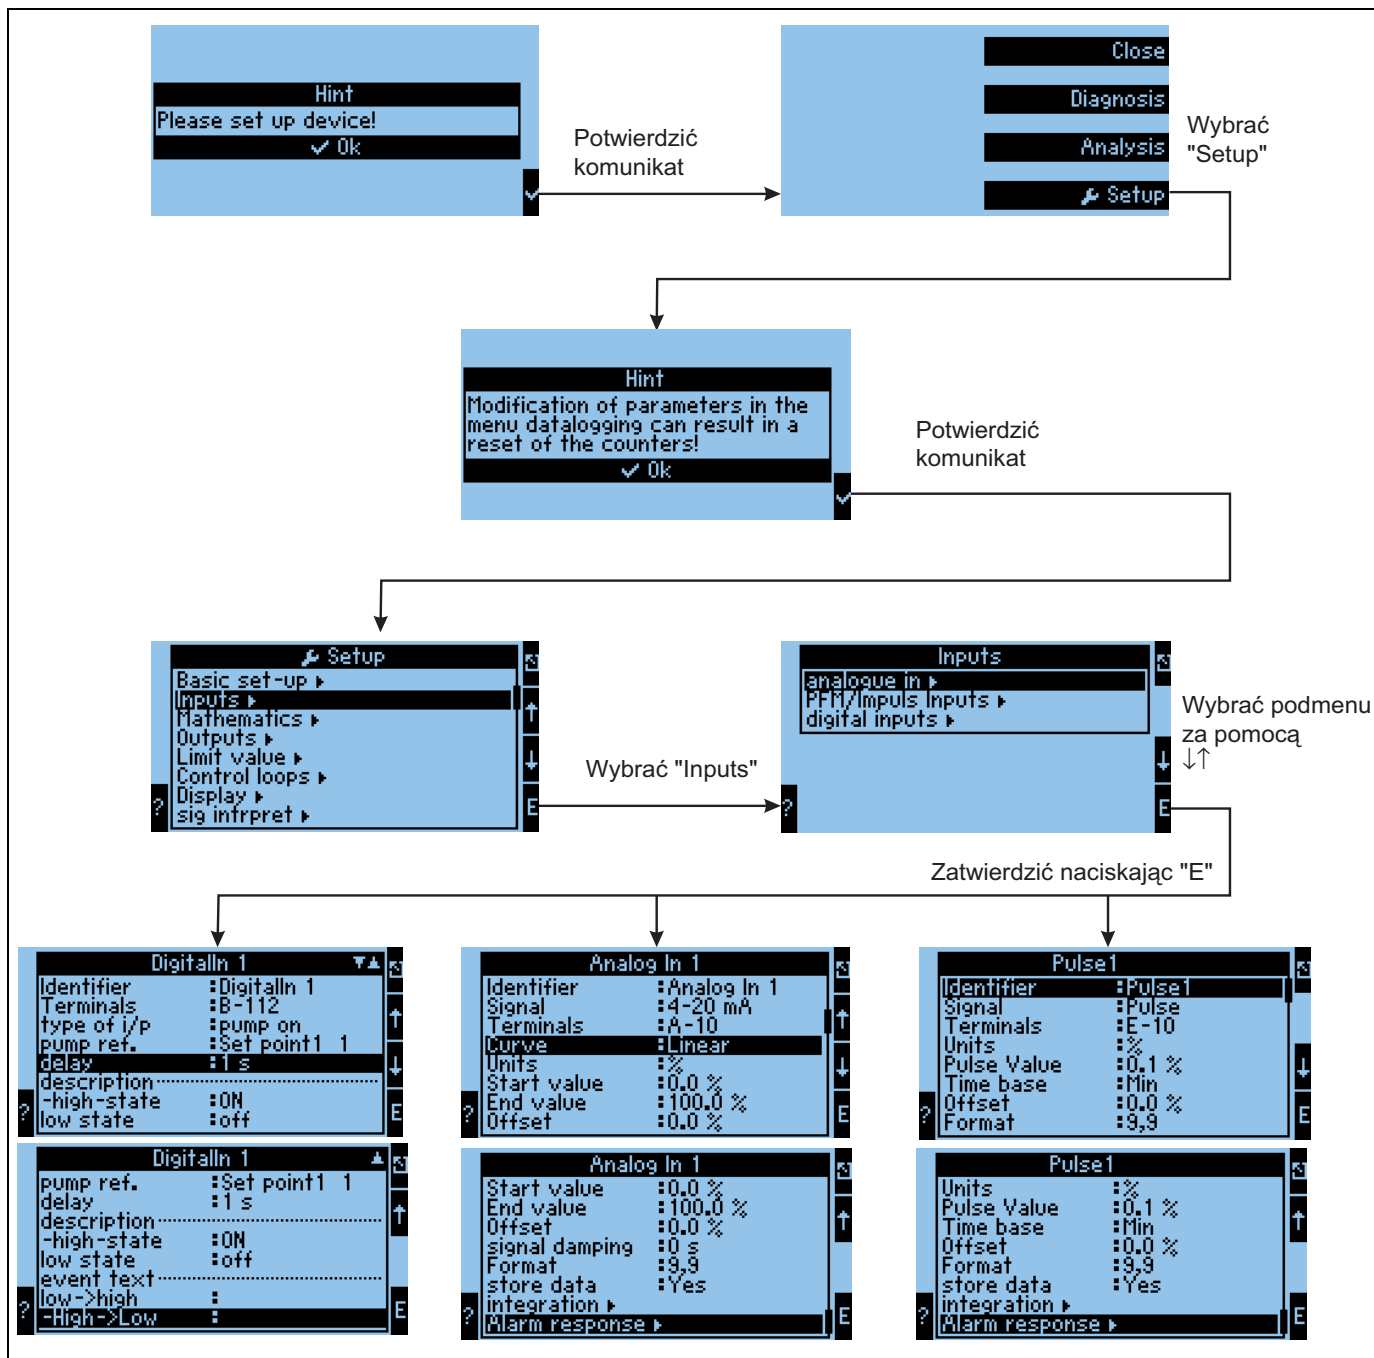 Hint
Please set up device!
✓ Ok
Potwierdzić
komunikat
Close
Diagnosis
Analysis
Setup
Wybrać
"Setup"
Hint
Modification of parameters in the
menu datalogging can result in a
reset of the counters!
✓ Ok
Potwierdzić
komunikat
Setup
Basic set-up ▸
Inputs ▸
Mathematics ▸
Outputs ▸
Limit value ▸
Control loops ▸
Display ▸
sig intrpret ▸
↑
↓
?
E
Wybrać "Inputs"
Inputs
analogue in ▸
PFM/Impuls Inputs ▸
digital inputs ▸
↓
?
E
Wybrać podmenu
za pomocą
↓↑
Zatwierdzić naciskając "E"
DigitalIn 1
Identifier :DigitalIn 1
Terminals :B-112
type of i/p :pump on
pump ref. :Set point1 1
delay :1 s
description
-high-state :ON
low state :off
↑
↓
?
E
Analog In 1
Identifier :Analog In 1
Signal :4-20 mA
Terminals :A-10
Curve :Linear
Units :%
Start value :0.0 %
End value :100.0 %
Offset :0.0 %
↑
↓
?
E
Pulse1
Identifier :Pulse1
Signal :Pulse
Terminals :E-10
Units :%
Pulse Value :0.1 %
Time base :Min
Offset :0.0 %
Format :9,9
↓
?
E
DigitalIn 1
pump ref. :Set point1 1
delay :1 s
description
-high-state :ON
low state :off
event text
low->high :
-High->Low :
↑
?
E
Analog In 1
Start value :0.0 %
End value :100.0 %
Offset :0.0 %
signal damping :0 s
Format :9,9
store data :Yes
integration ▸
Alarm response ▸
↑
?
E
Pulse1
Units :%
Pulse Value :0.1 %
Time base :Min
Offset :0.0 %
Format :9,9
store data :Yes
integration ▸
Alarm response ▸
↑
?
E